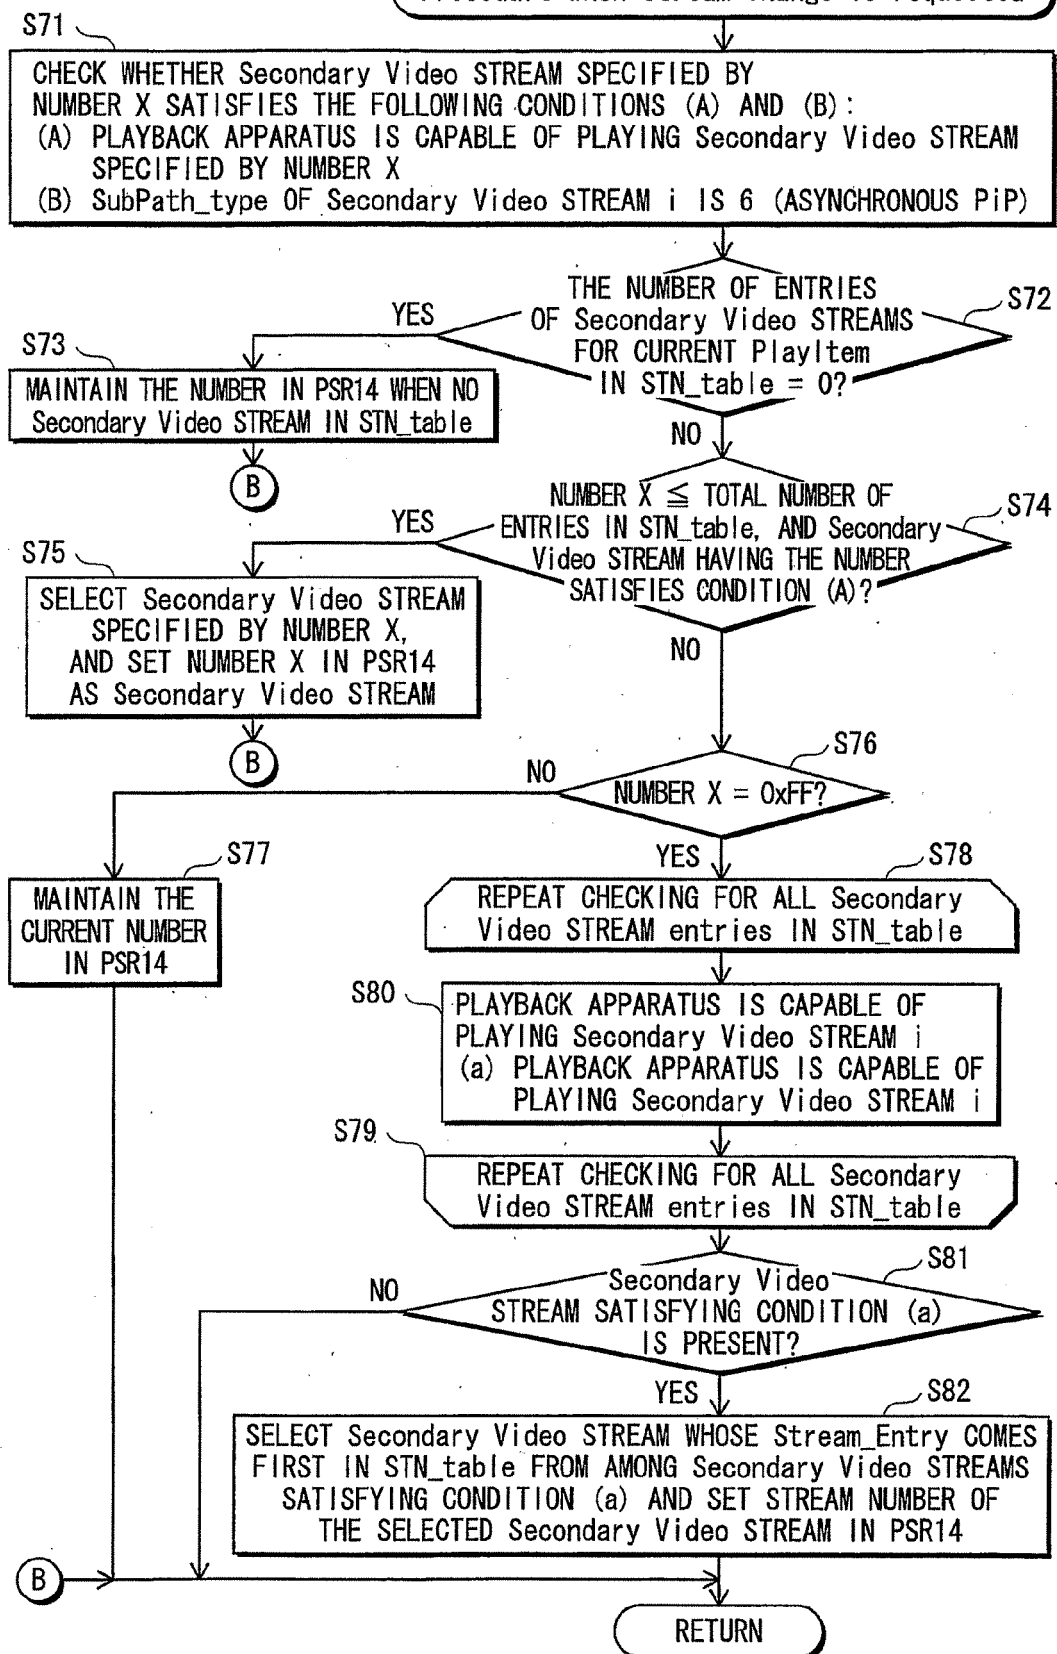 S71
CHECK WHETHER Secondary Video STREAM SPECIFIED BY
NUMBER X SATISFIES THE FOLLOWING CONDITIONS (A) AND (B):
(A) PLAYBACK APPARATUS IS CAPABLE OF PLAYING Secondary Video STREAM
SPECIFIED BY NUMBER X
(B) SubPath_type OF Secondary Video STREAM i IS 6 (ASYNCHRONOUS PiP)
THE NUMBER OF ENTRIES
OF Secondary Video STREAMS
FOR CURRENT PlayItem
IN STN_table = 0?
S72
YES
S73
MAINTAIN THE NUMBER IN PSR14 WHEN NO
Secondary Video STREAM IN STN_table
B
NO
NUMBER X ≦ TOTAL NUMBER OF
ENTRIES IN STN_table, AND Secondary
Video STREAM HAVING THE NUMBER
SATISFIES CONDITION (A)?
S74
YES
S75
SELECT Secondary Video STREAM
SPECIFIED BY NUMBER X,
AND SET NUMBER X IN PSR14
AS Secondary Video STREAM
B
NO
S76
NUMBER X = 0xFF?
NO
S77
MAINTAIN THE
CURRENT NUMBER
IN PSR14
YES
S78
REPEAT CHECKING FOR ALL Secondary
Video STREAM entries IN STN_table
S80
PLAYBACK APPARATUS IS CAPABLE OF
PLAYING Secondary Video STREAM i
(a) PLAYBACK APPARATUS IS CAPABLE OF
PLAYING Secondary Video STREAM i
S79
REPEAT CHECKING FOR ALL Secondary
Video STREAM entries IN STN_table
S81
Secondary Video
STREAM SATISFYING CONDITION (a)
IS PRESENT?
NO
YES
S82
SELECT Secondary Video STREAM WHOSE Stream_Entry COMES
FIRST IN STN_table FROM AMONG Secondary Video STREAMS
SATISFYING CONDITION (a) AND SET STREAM NUMBER OF
THE SELECTED Secondary Video STREAM IN PSR14
B
RETURN